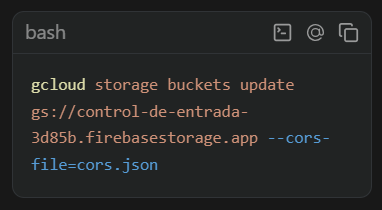 bash
gcloud storage buckets update
gs://control-de-entrada-
3d85b.firebasestorage.app --cors-
file=cors.json